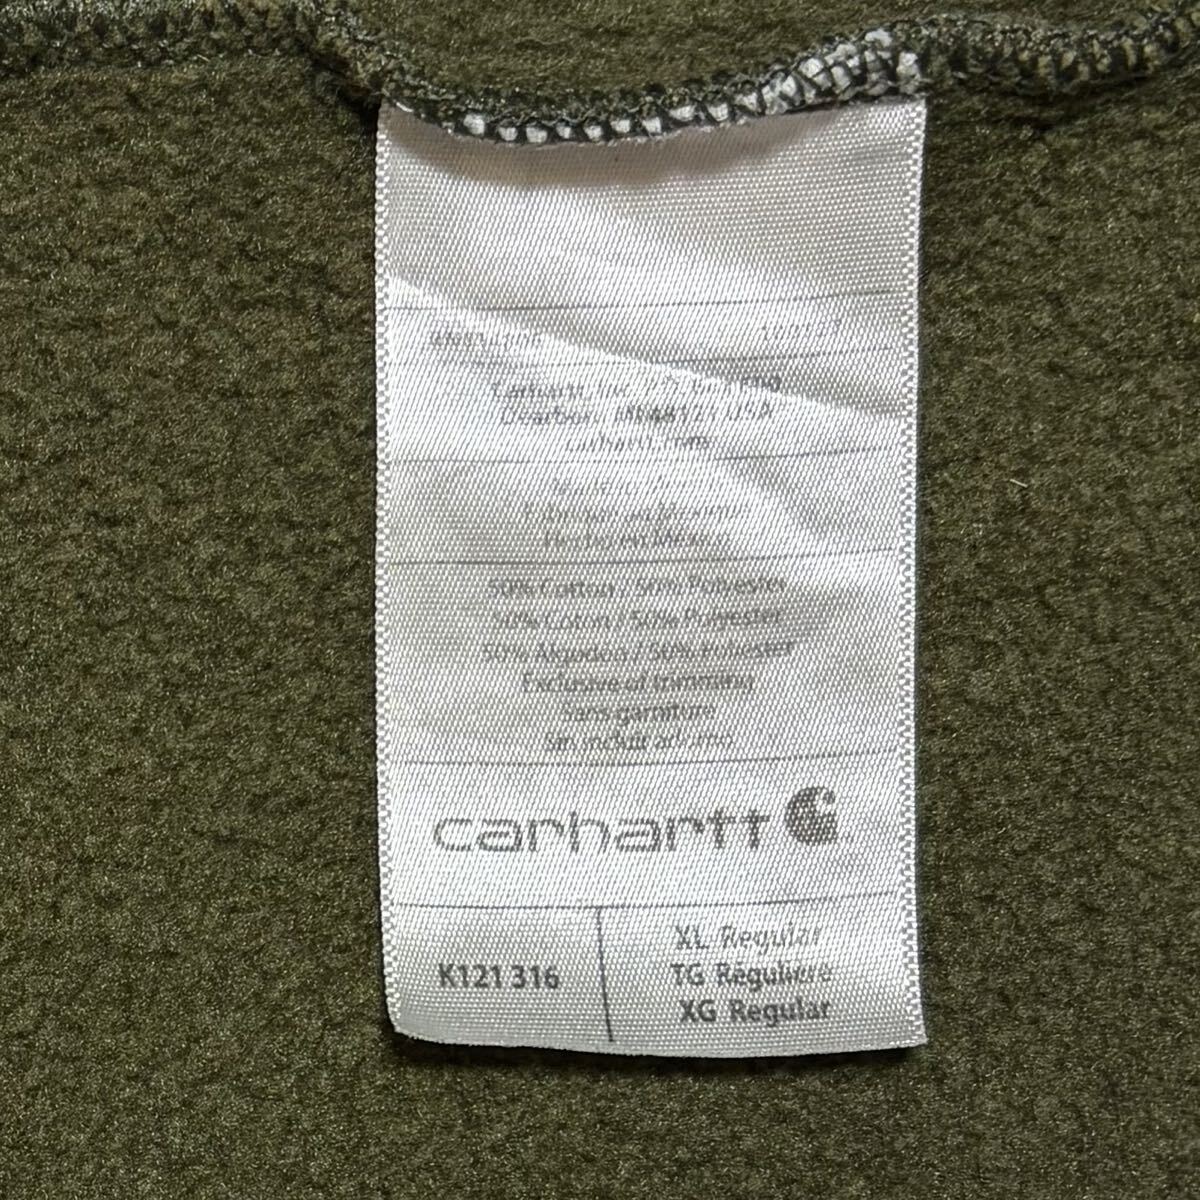 Carhartt, Inc.
Dearborn, MI 48121 USA
carhartt.com
Hecho en México
50% Cotton / 50% Polyester
50% Coton / 50% Polyester
50% Algodon / 50% Poliester
Exclusive of trimming
Sans garniture
Sin incluir adorno
carhartt
K121 316
XL Regular
TG Régulière
XG Regular